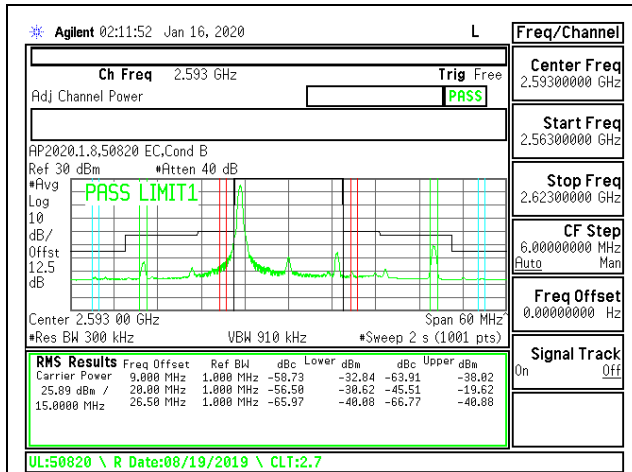 Agilent 02:11:52 Jan 16, 2020 L
Ch Freq 2.593 GHz Trig Free
Adj Channel Power PASS
AP2020.1.8,50820 EC,Cond B
Ref 30 dBm #Atten 40 dB
#Avg
Log
10
dB/
Offst
12.5
dB
PASS LIMIT1
Center 2.593 00 GHz Span 60 MHz
#Res BW 300 kHz VBW 910 kHz #Sweep 2 s (1001 pts)
RMS Results Freq Offset Ref BW dBc Lower dBm dBc Upper dBm
Carrier Power 9.000 MHz 1.000 MHz -58.73 -32.84 -63.91 -38.02
25.89 dBm / 20.00 MHz 1.000 MHz -56.50 -30.62 -45.51 -19.62
15.0000 MHz 26.50 MHz 1.000 MHz -65.97 -40.08 -66.77 -40.88
UL:50820 \ R Date:08/19/2019 \ CLT:2.7
Freq/Channel
Center Freq
2.59300000 GHz
Start Freq
2.56300000 GHz
Stop Freq
2.62300000 GHz
CF Step
6.00000000 MHz
Auto Man
Freq Offset
0.00000000 Hz
Signal Track
On Off